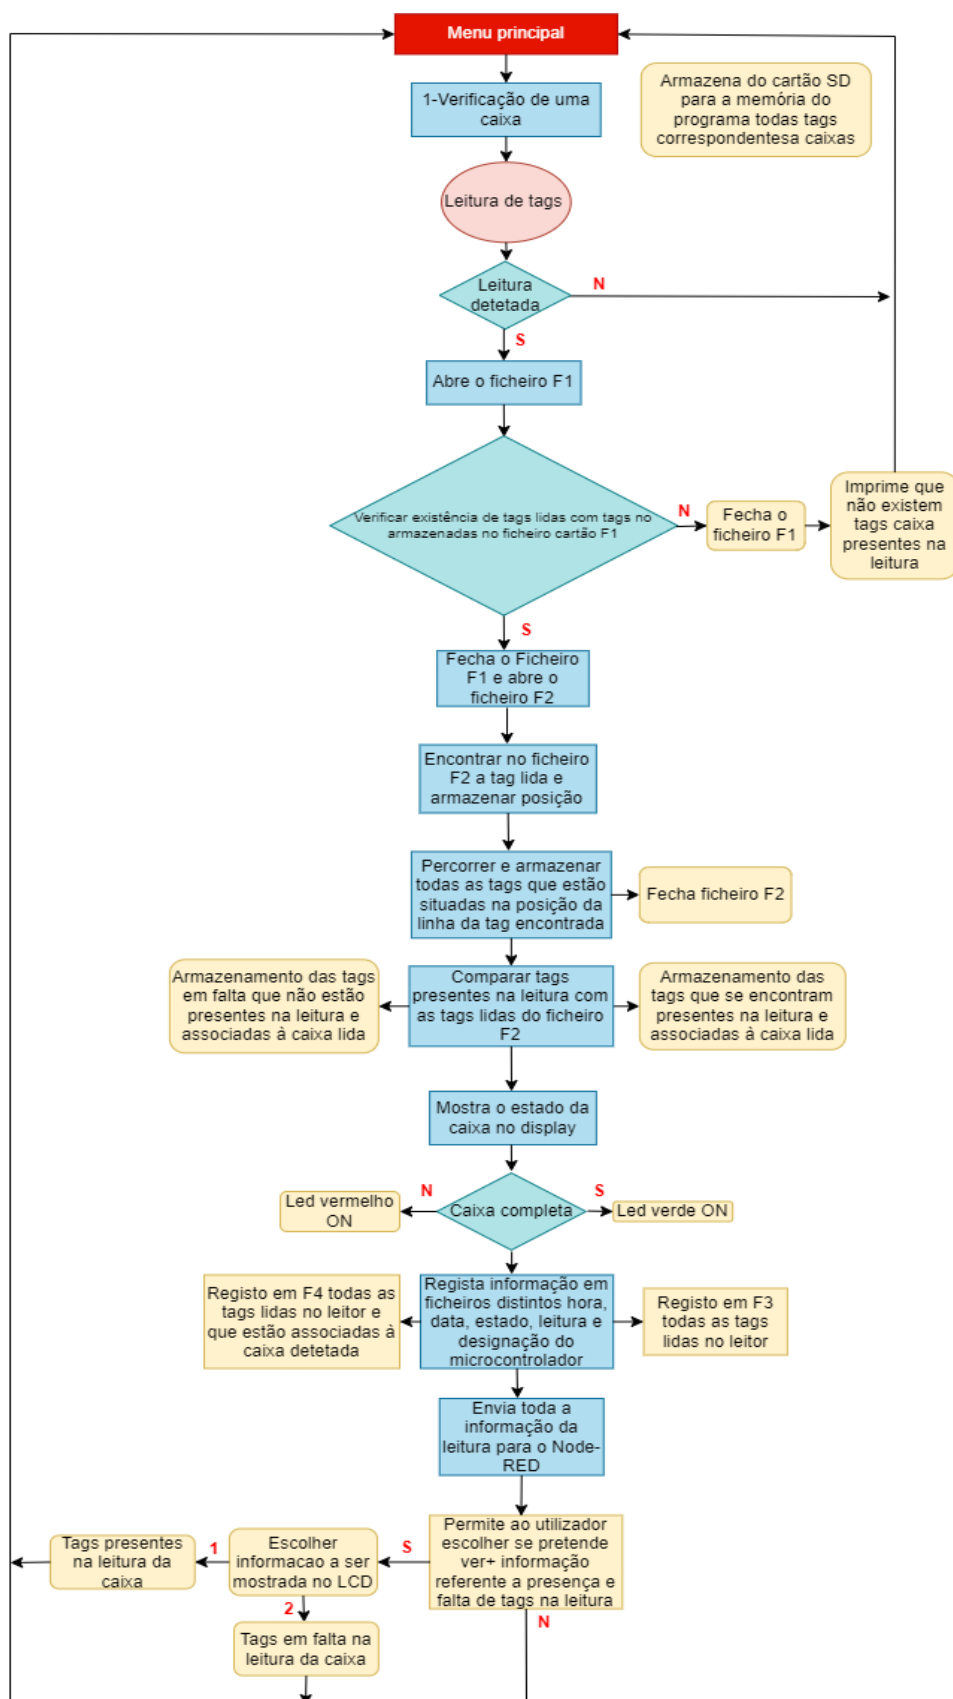 Menu principal
Armazena do cartão SD
para a memória do
programa todas tags
correspondentesa caixas
1-Verificação de uma
caixa
Leitura de tags
Leitura
detetada
N
S
Abre o ficheiro F1
Verificar existência de tags lidas com tags no
armazenadas no ficheiro cartão F1
N
Fecha o
ficheiro F1
Imprime que
não existem
tags caixa
presentes na
leitura
S
Fecha o Ficheiro
F1 e abre o
ficheiro F2
Encontrar no ficheiro
F2 a tag lida e
armazenar posição
Percorrer e armazenar
todas as tags que estão
situadas na posição da
linha da tag encontrada
Fecha ficheiro F2
Armazenamento das tags
em falta que não estão
presentes na leitura e
associadas à caixa lida
Comparar tags
presentes na leitura com
as tags lidas do ficheiro
F2
Armazenamento das
tags que se encontram
presentes na leitura e
associadas à caixa lida
Mostra o estado da
caixa no display
Led vermelho
ON
N
Caixa completa
S
Led verde ON
Registo em F4 todas as
tags lidas no leitor e
que estão associadas à
caixa detetada
Regista informação em
ficheiros distintos hora,
data, estado, leitura e
designação do
microcontrolador
Registo em F3
todas as tags
lidas no leitor
Envia toda a
informação da
leitura para o Node-
RED
Tags presentes
na leitura da
caixa
1
Escolher
informacao a ser
mostrada no LCD
S
Permite ao utilizador
escolher se pretende
ver+ informação
referente a presença e
falta de tags na leitura
2
N
Tags em falta na
leitura da caixa